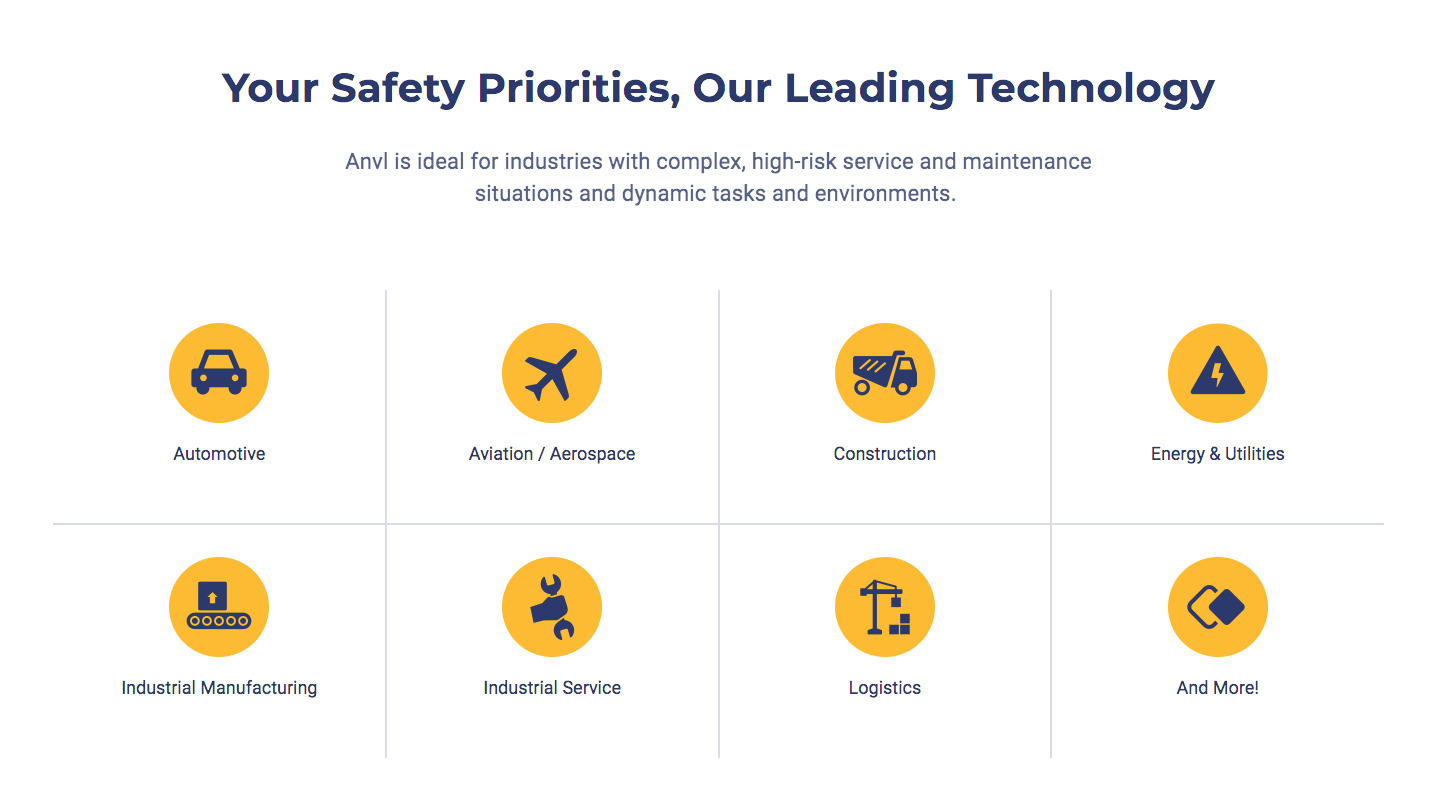 Your Safety Priorities, Our Leading Technology
Anvl is ideal for industries with complex, high-risk service and maintenance
situations and dynamic tasks and environments.
Automotive
Aviation / Aerospace
Construction
Energy & Utilities
Industrial Manufacturing
Industrial Service
Logistics
And More!